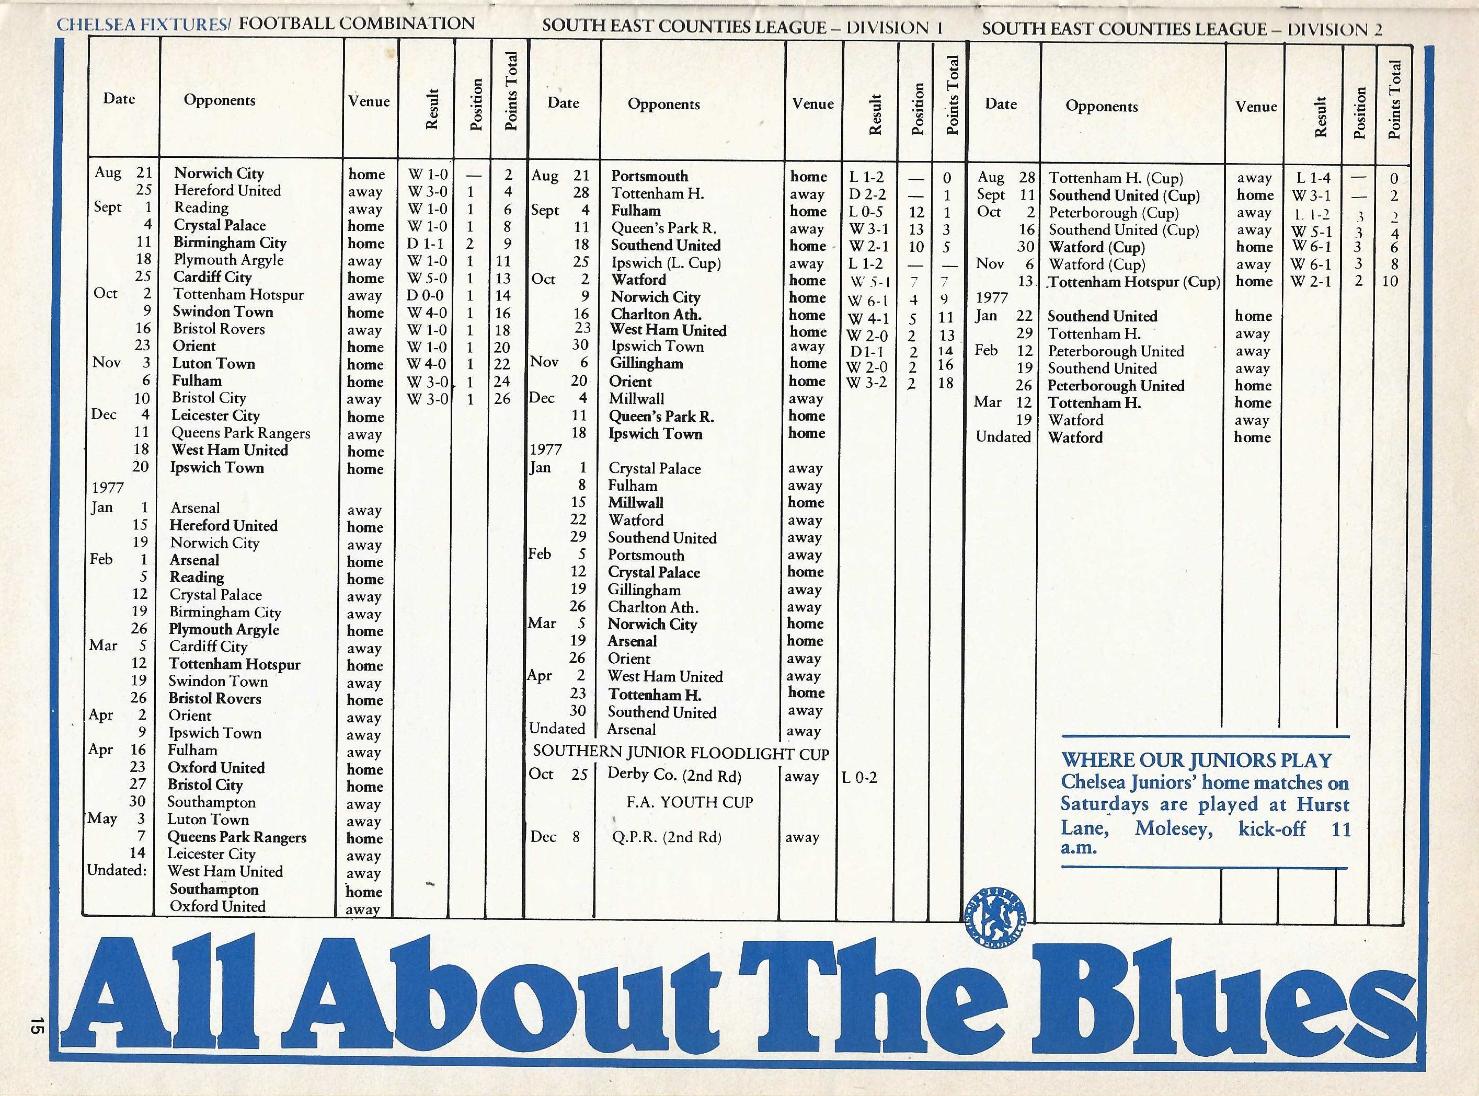 CHELSEA FIXTURES/ FOOTBALL COMBINATION
Date Opponents Venue Result Position Points Total
Aug 21 Norwich City home W 1-0 — 2
25 Hereford United away W 3-0 1 4
Sept 1 Reading away W 1-0 1 6
4 Crystal Palace home W 1-0 1 8
11 Birmingham City home D 1-1 2 9
18 Plymouth Argyle away W 1-0 1 11
25 Cardiff City home W 5-0 1 13
Oct 2 Tottenham Hotspur away D 0-0 1 14
9 Swindon Town home W 4-0 1 16
16 Bristol Rovers away W 1-0 1 18
23 Orient home W 1-0 1 20
Nov 3 Luton Town home W 4-0 1 22
6 Fulham home W 3-0 1 24
10 Bristol City away W 3-0 1 26
Dec 4 Leicester City home
11 Queens Park Rangers away
18 West Ham United home
20 Ipswich Town home
1977
Jan 1 Arsenal away
15 Hereford United home
19 Norwich City away
Feb 1 Arsenal home
5 Reading home
12 Crystal Palace away
19 Birmingham City away
26 Plymouth Argyle home
Mar 5 Cardiff City away
12 Tottenham Hotspur home
19 Swindon Town away
26 Bristol Rovers home
Apr 2 Orient away
9 Ipswich Town away
Apr 16 Fulham away
23 Oxford United home
27 Bristol City home
30 Southampton away
May 3 Luton Town away
7 Queens Park Rangers home
14 Leicester City away
Undated: West Ham United away
Southampton home
Oxford United away
SOUTH EAST COUNTIES LEAGUE – DIVISION 1
Date Opponents Venue Result Position Points Total
Aug 21 Portsmouth home L 1-2 — 0
28 Tottenham H. away D 2-2 — 1
Sept 4 Fulham home L 0-5 12 1
11 Queen's Park R. away W 3-1 13 3
18 Southend United home W 2-1 10 5
25 Ipswich (L. Cup) away L 1-2 — —
Oct 2 Watford home W 5-1 7 7
9 Norwich City home W 6-1 4 9
16 Charlton Ath. home W 4-1 5 11
23 West Ham United home W 2-0 2 13
30 Ipswich Town away D1-1 2 14
Nov 6 Gillingham home W 2-0 2 16
20 Orient home W 3-2 2 18
Dec 4 Millwall away
11 Queen's Park R. home
18 Ipswich Town home
1977
Jan 1 Crystal Palace away
8 Fulham away
15 Millwall home
22 Watford away
29 Southend United away
Feb 5 Portsmouth away
12 Crystal Palace home
19 Gillingham away
26 Charlton Ath. away
Mar 5 Norwich City home
19 Arsenal home
26 Orient away
Apr 2 West Ham United away
23 Tottenham H. home
30 Southend United away
Undated Arsenal away
SOUTHERN JUNIOR FLOODLIGHT CUP
Oct 25 Derby Co. (2nd Rd) away L 0-2
F.A. YOUTH CUP
Dec 8 Q.P.R. (2nd Rd) away
SOUTH EAST COUNTIES LEAGUE – DIVISION 2
Date Opponents Venue Result Position Points Total
Aug 28 Tottenham H. (Cup) away L 1-4 — 0
Sept 11 Southend United (Cup) home W 3-1 — 2
Oct 2 Peterborough (Cup) away L 1-2 3 2
16 Southend United (Cup) away W 5-1 3 4
30 Watford (Cup) home W 6-1 3 6
Nov 6 Watford (Cup) away W 6-1 3 8
13 Tottenham Hotspur (Cup) home W 2-1 2 10
1977
Jan 22 Southend United home
29 Tottenham H. away
Feb 12 Peterborough United away
19 Southend United away
26 Peterborough United home
Mar 12 Tottenham H. home
19 Watford away
Undated Watford home
WHERE OUR JUNIORS PLAY
Chelsea Juniors' home matches on
Saturdays are played at Hurst
Lane, Molesey, kick-off 11
a.m.
All About The Blues
15